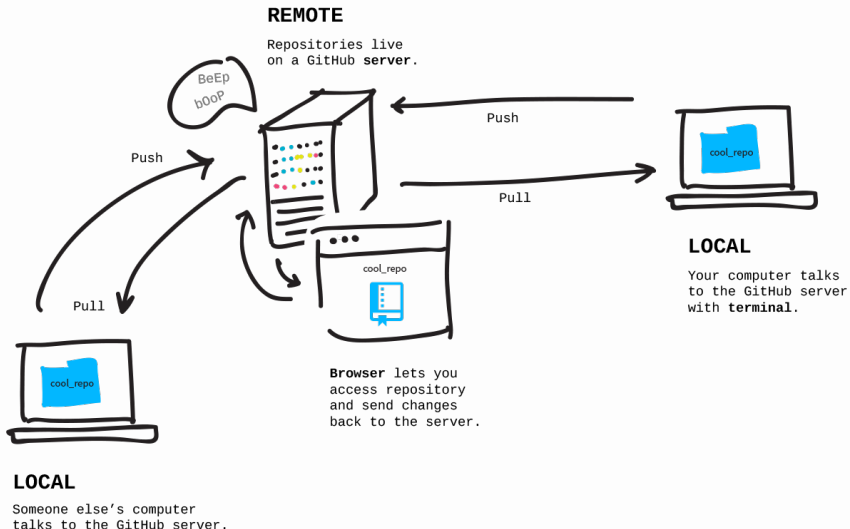 REMOTE
Repositories live
on a GitHub server.
BeEp
bOoP
Push
Pull
Push
Pull
cool_repo
LOCAL
Your computer talks
to the GitHub server
with terminal.
cool_repo
Browser lets you
access repository
and send changes
back to the server.
cool_repo
LOCAL
Someone else’s computer
talks to the GitHub server.